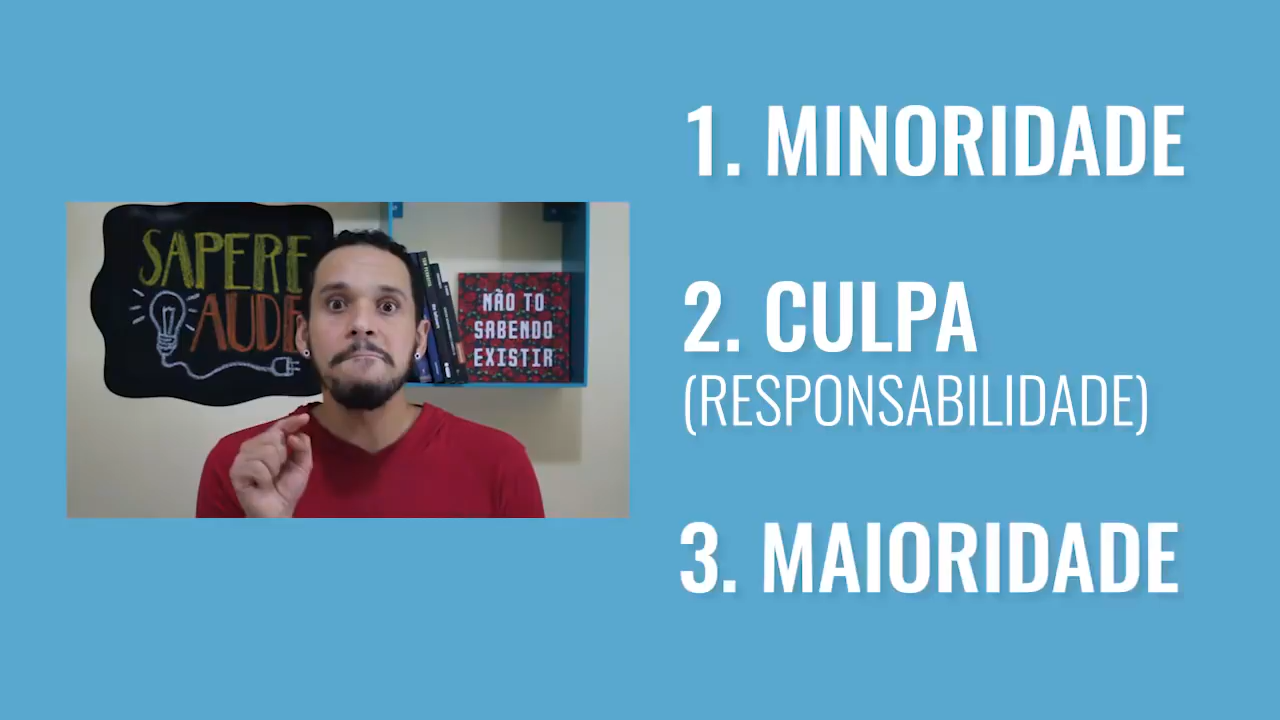 SAPERE
AUDE
NÃO TO
SABENDO
EXISTIR
1. MINORIDADE
2. CULPA
(RESPONSABILIDADE)
3. MAIORIDADE